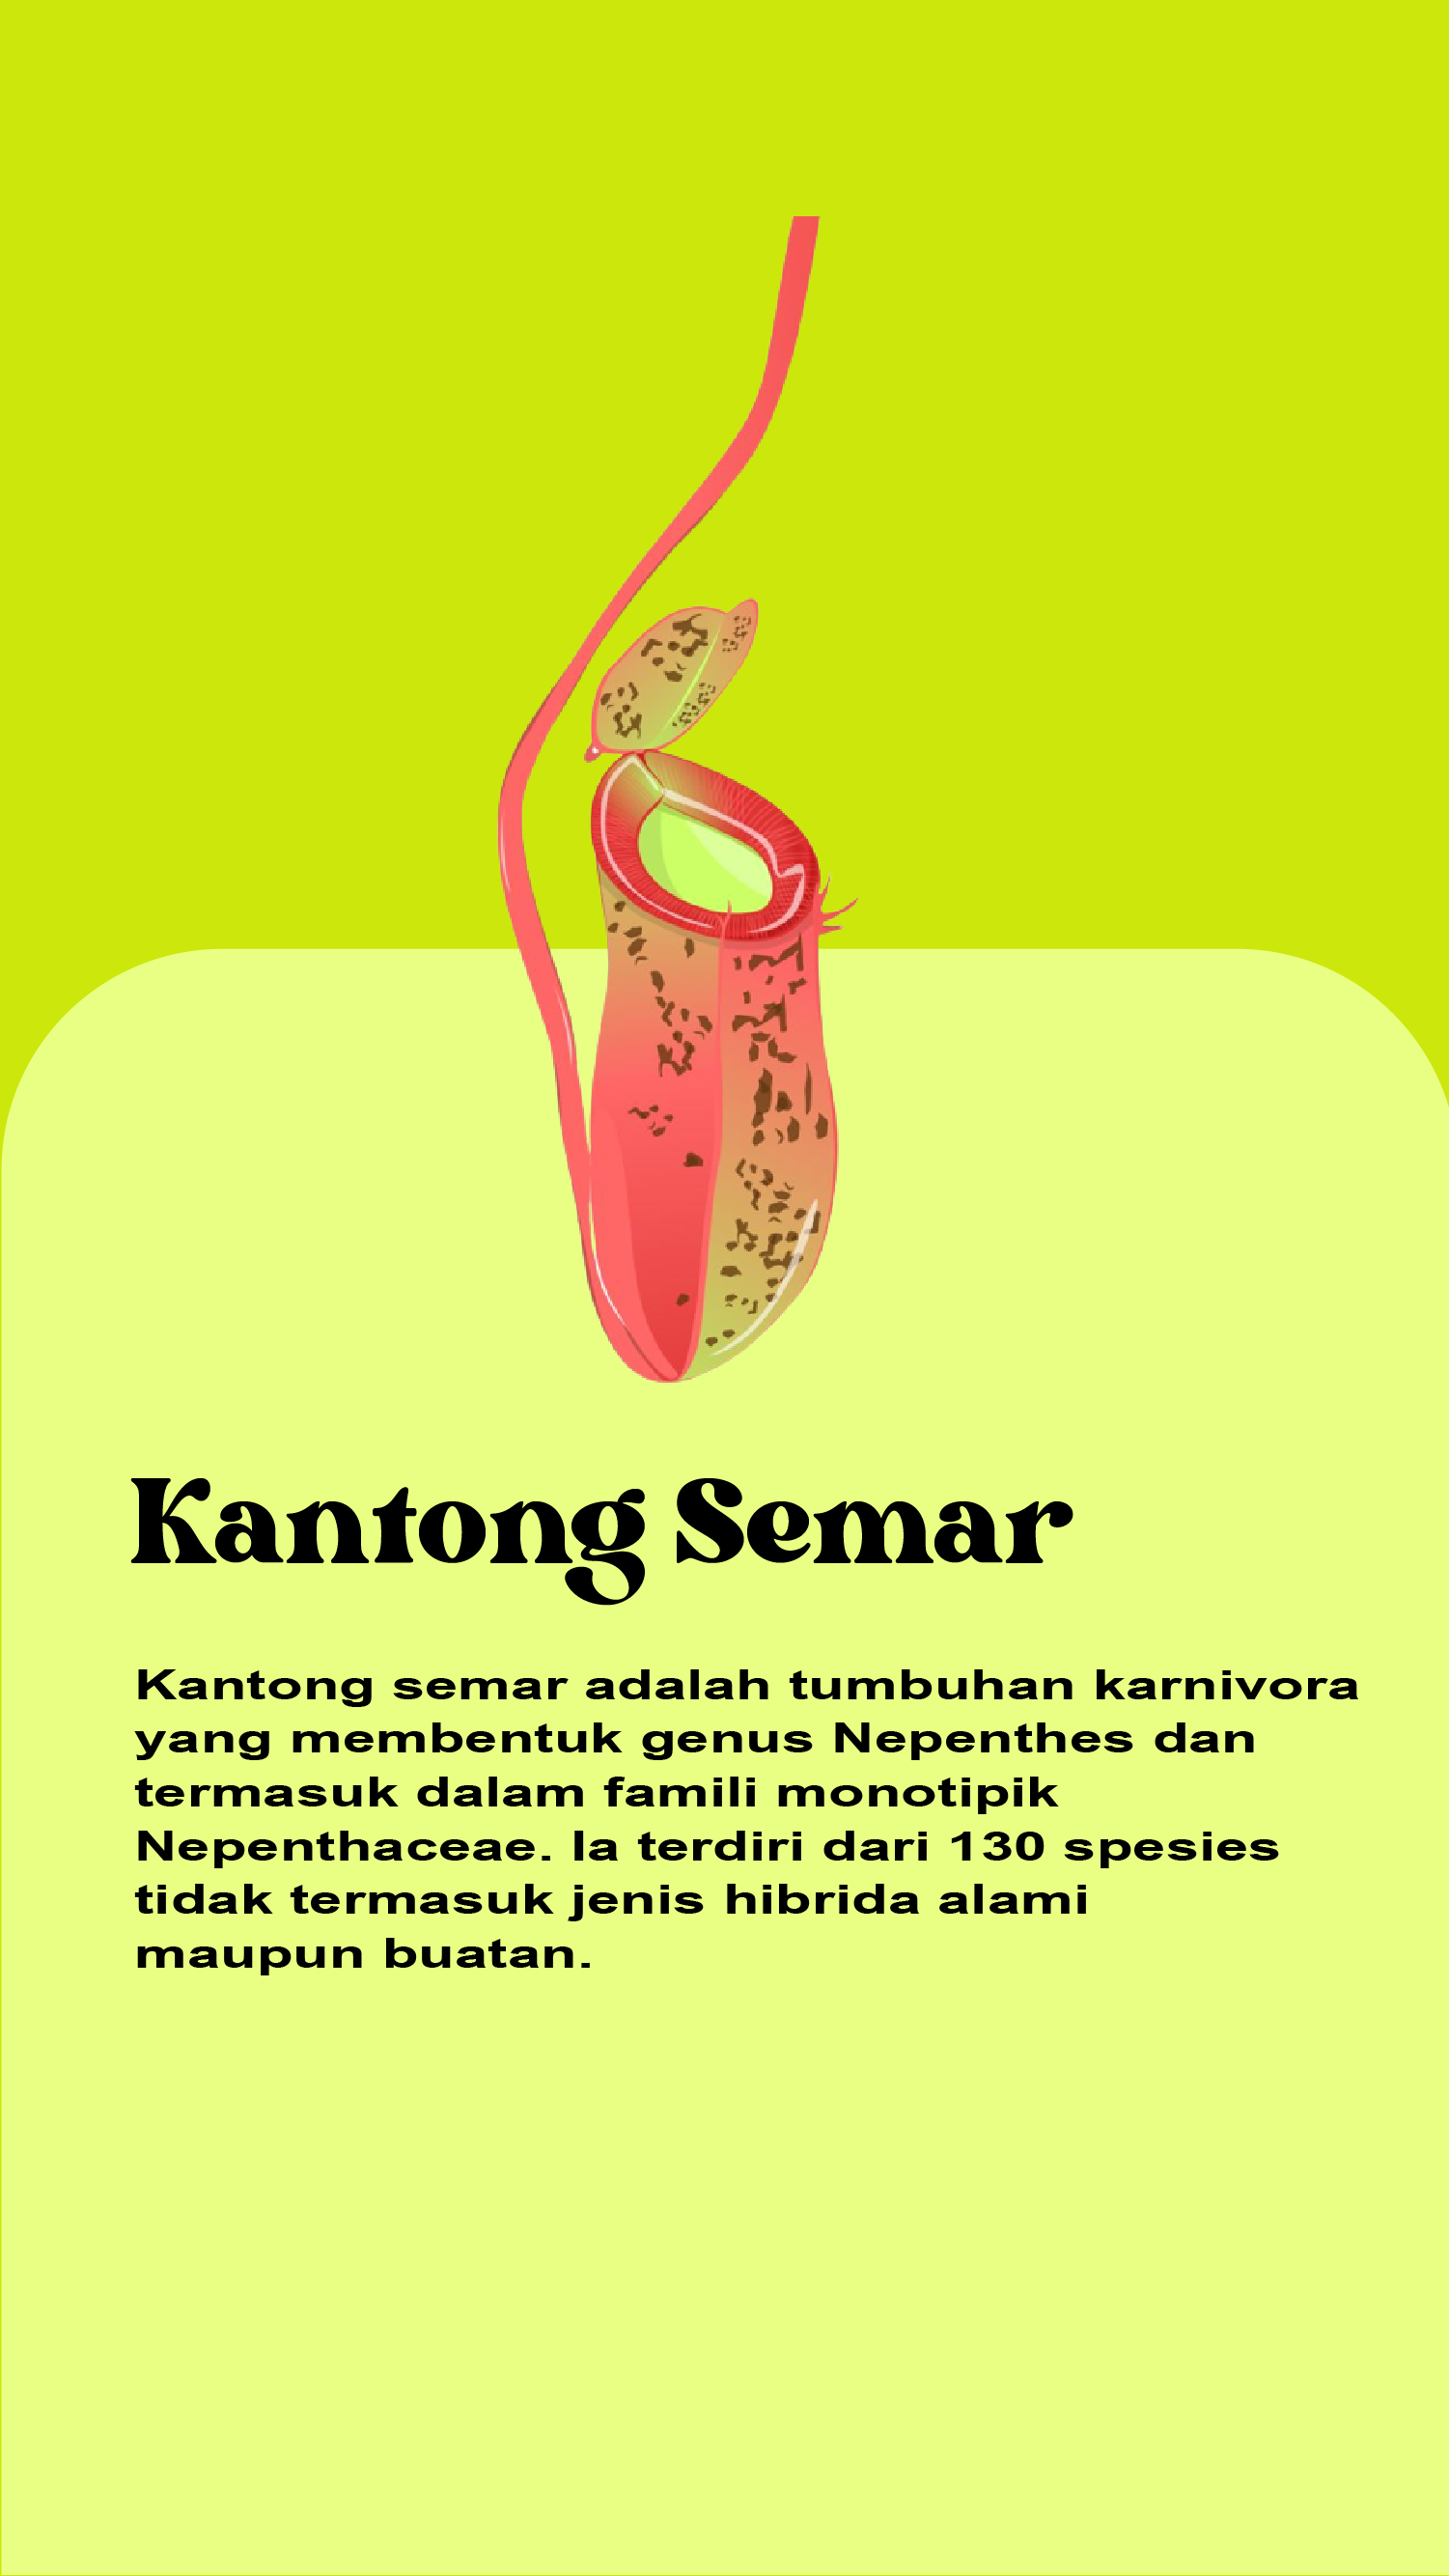 Kantong Semar
Kantong semar adalah tumbuhan karnivora
yang membentuk genus Nepenthes dan
termasuk dalam famili monotipik
Nepenthaceae. Ia terdiri dari 130 spesies
tidak termasuk jenis hibrida alami
maupun buatan.